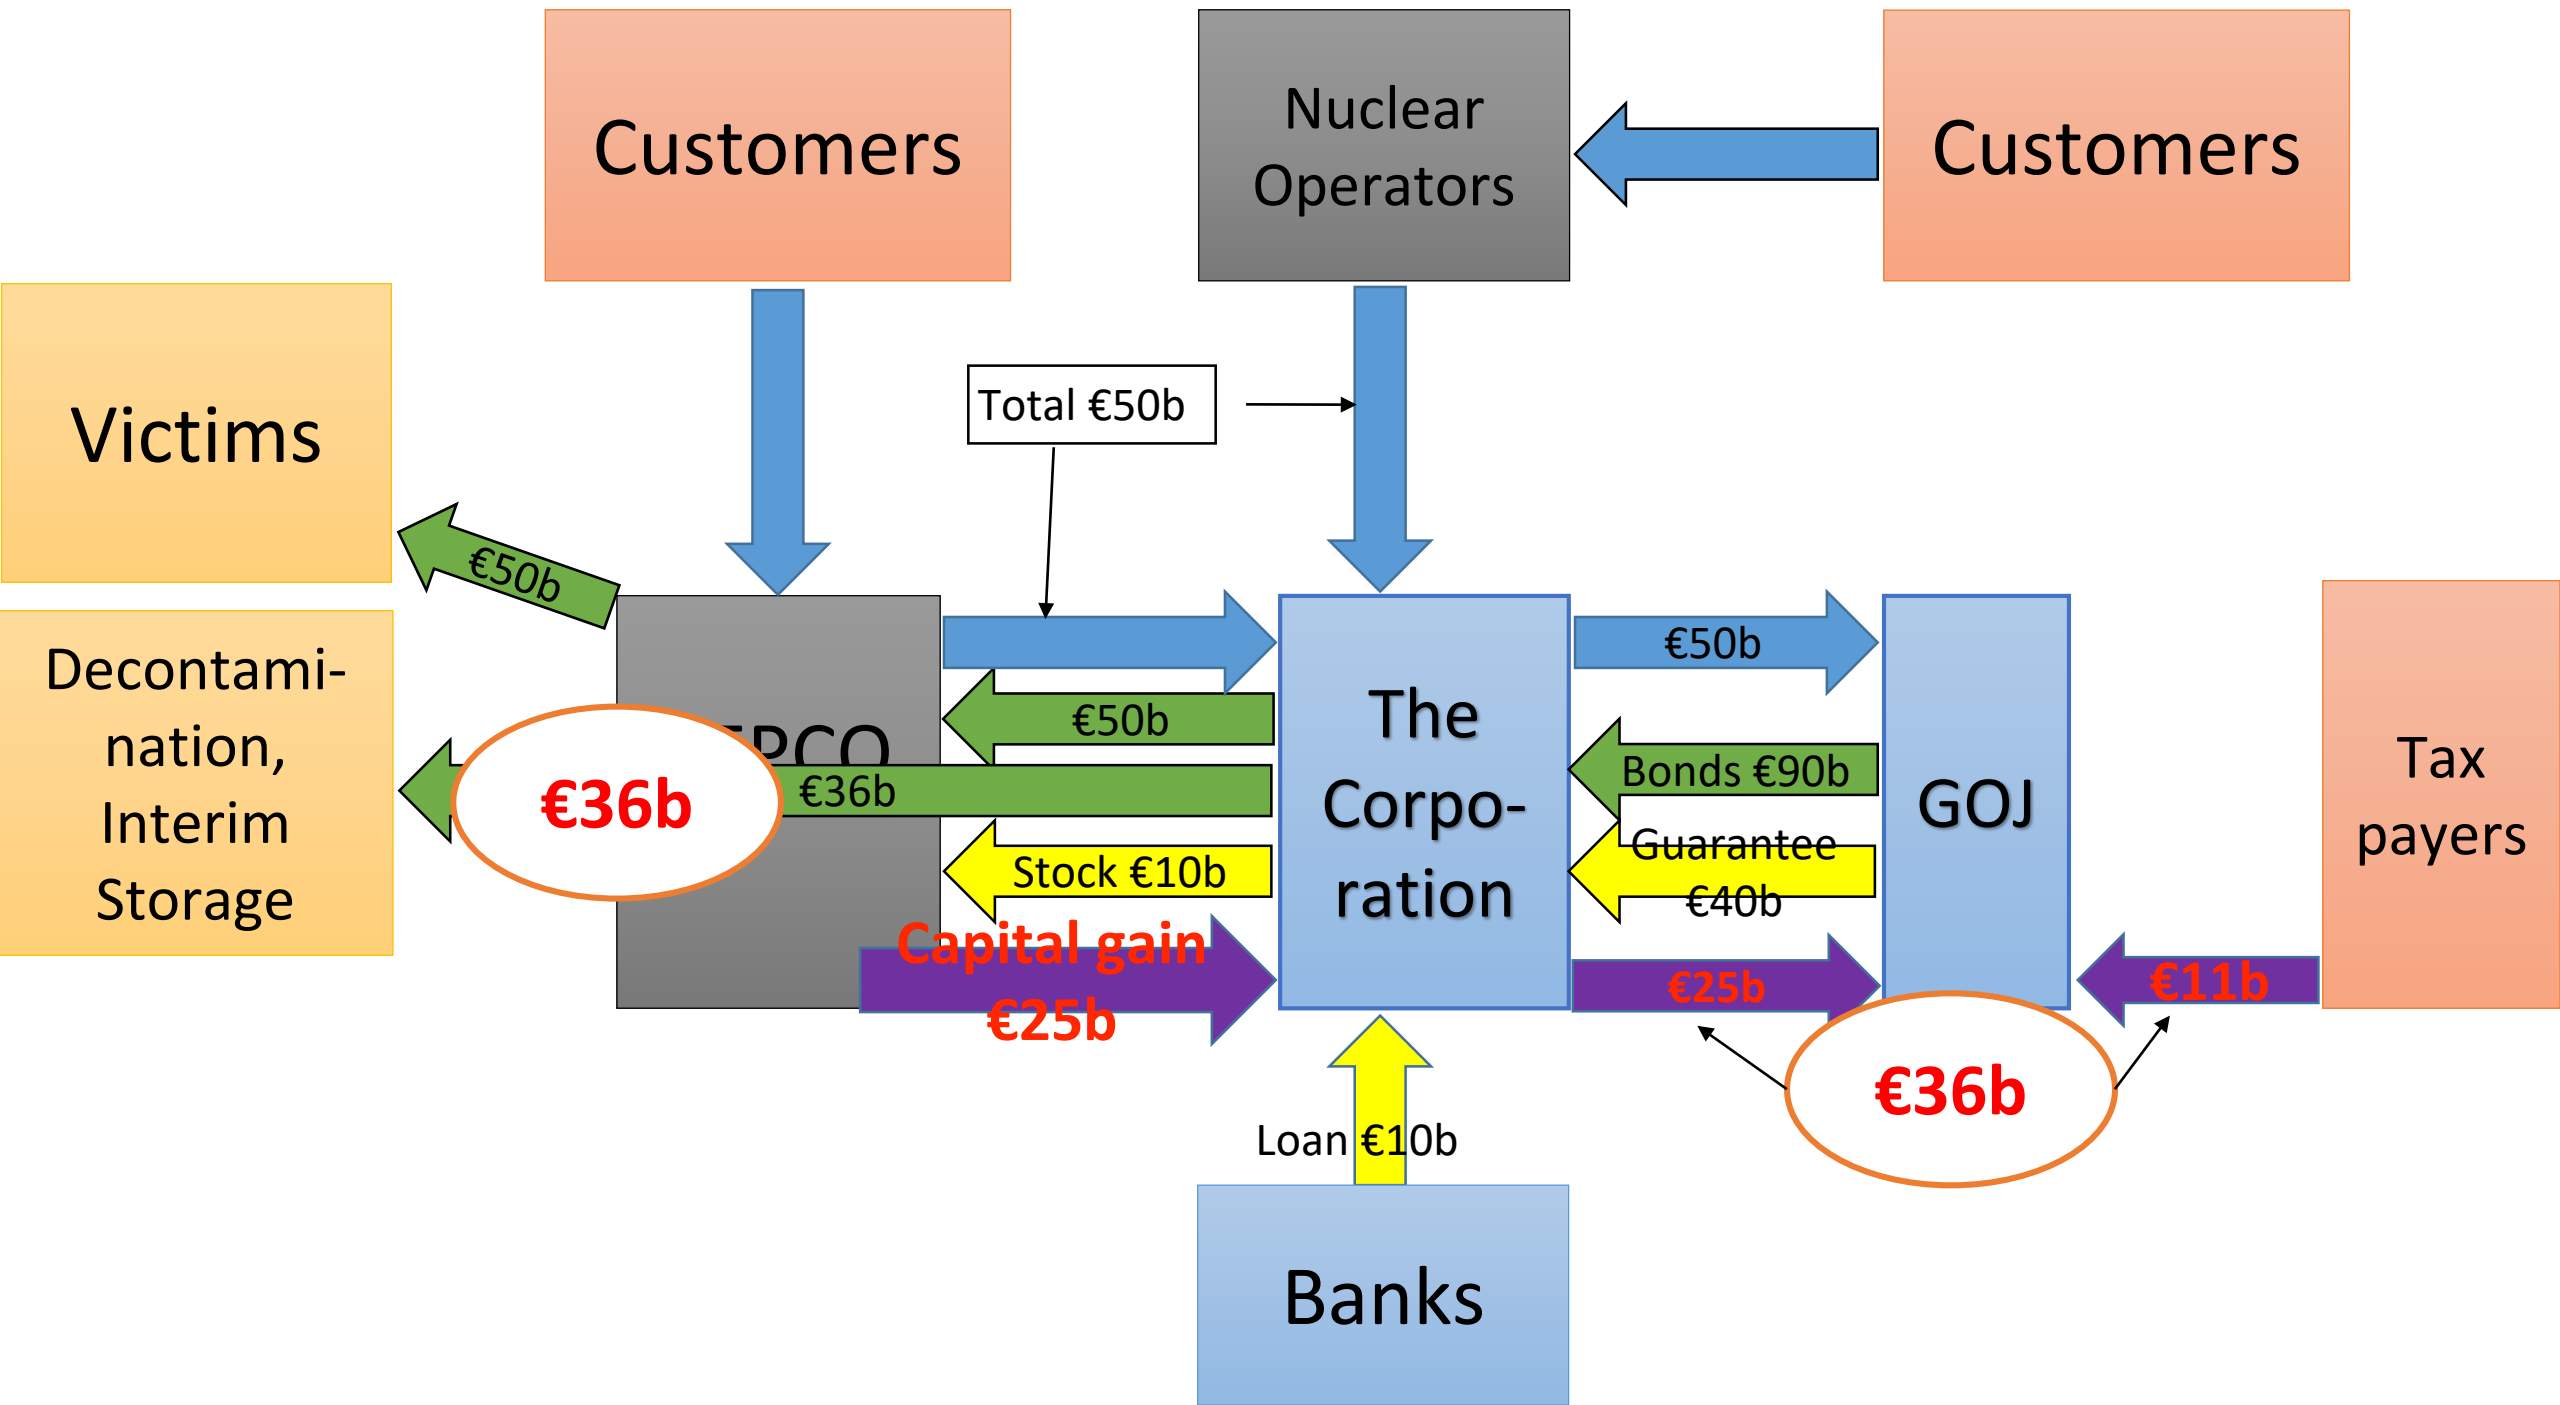 Customers
Nuclear
Operators
Customers
Victims
Total €50b
€50b
Decontami-
nation,
Interim
Storage
€36b
€50b
€36b
Stock €10b
Capital gain
€25b
The
Corpo-
ration
€50b
Bonds €90b
Guarantee
€40b
€25b
GOJ
€11b
€36b
Tax
payers
Loan €10b
Banks